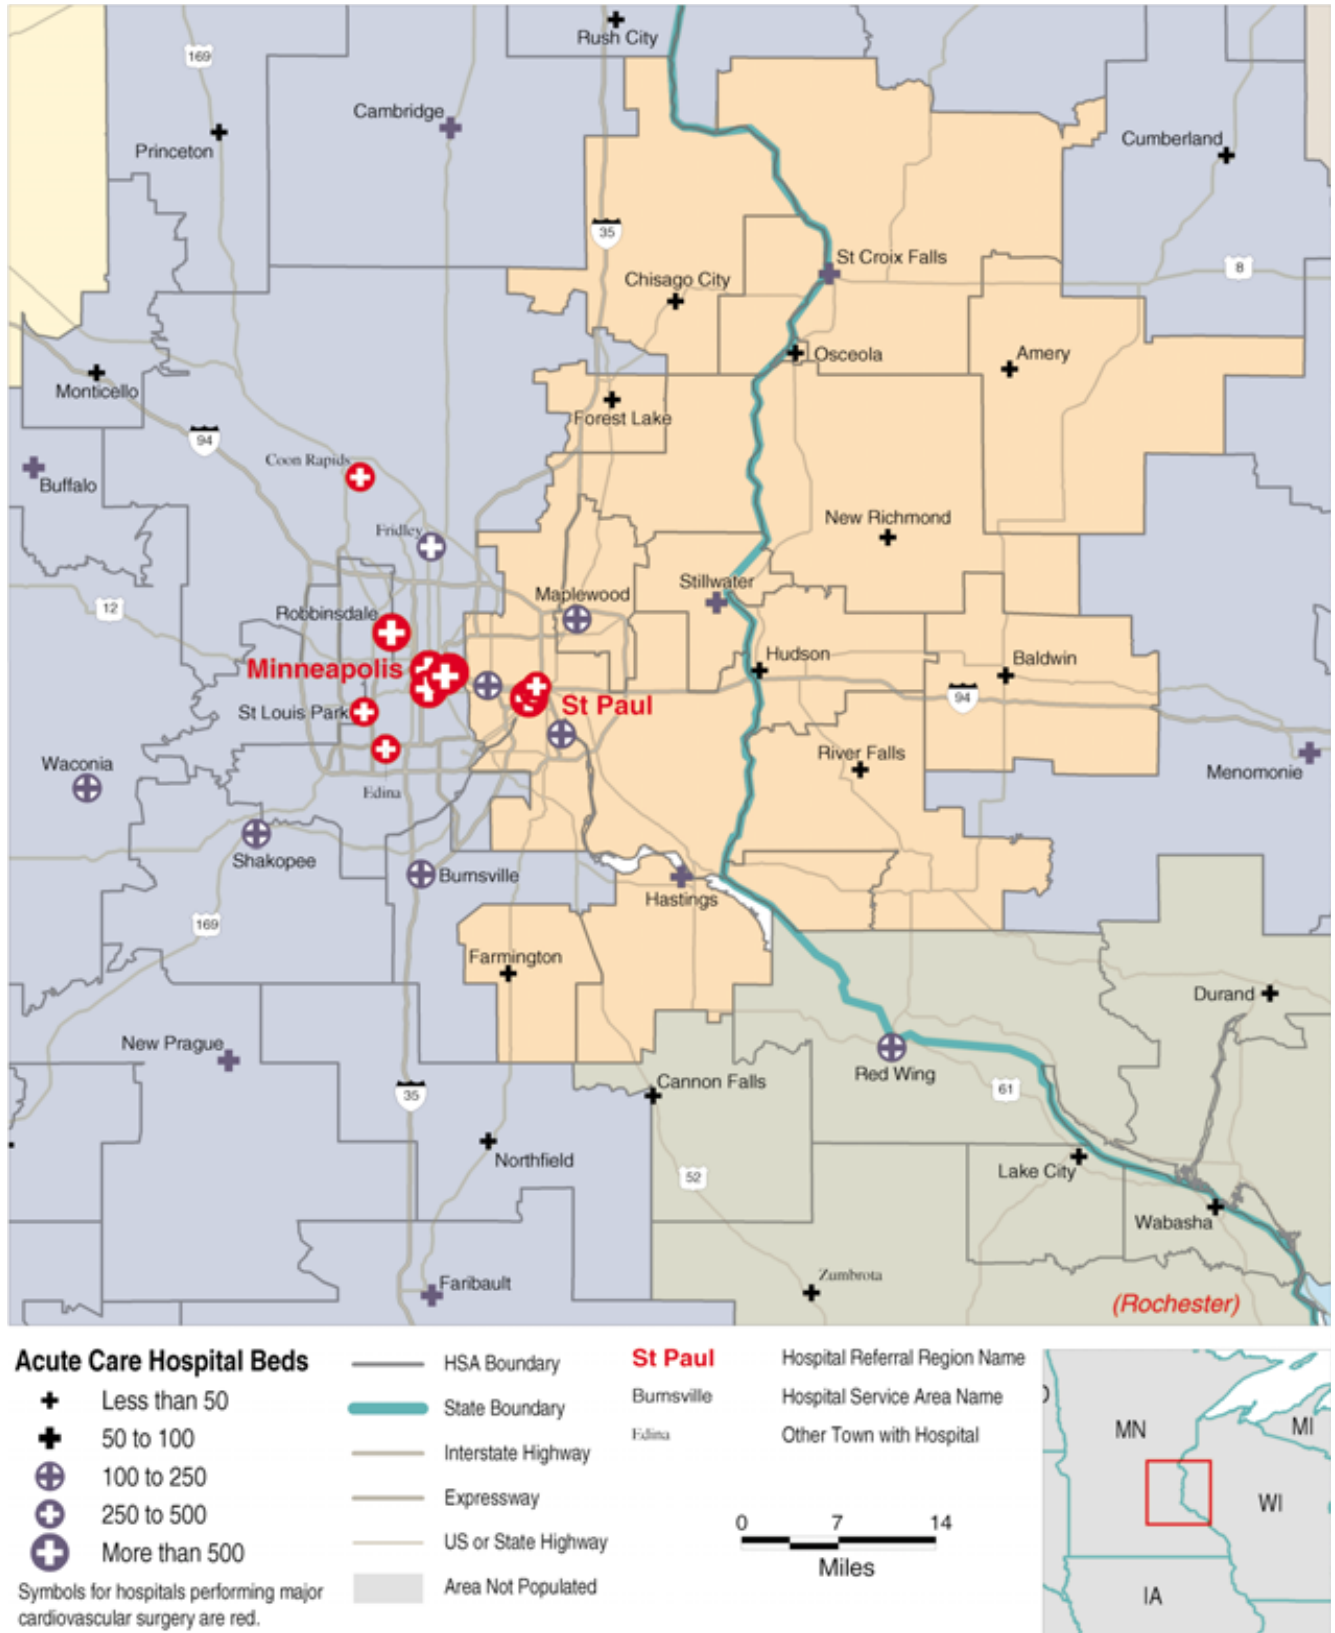 Rush City
169
Cambridge
Princeton
Cumberland
35
St Croix Falls
8
Chisago City
Osceola
Amery
Monticello
Forest Lake
94
Coon Rapids
Buffalo
New Richmond
Fridley
Stillwater
Maplewood
12
Robbinsdale
Hudson
Baldwin
Minneapolis
94
St Louis Park
St Paul
River Falls
Waconia
Menomonie
Edina
Shakopee
Burnsville
Hastings
169
Farmington
Durand
New Prague
Red Wing
Cannon Falls
61
35
Northfield
Lake City
52
Wabasha
Zumbrota
Faribault
(Rochester)
Acute Care Hospital Beds
Less than 50
50 to 100
100 to 250
250 to 500
More than 500
Symbols for hospitals performing major
cardiovascular surgery are red.
HSA Boundary
State Boundary
Interstate Highway
Expressway
US or State Highway
Area Not Populated
St Paul Hospital Referral Region Name
Burnsville Hospital Service Area Name
Edina Other Town with Hospital
0 7 14
Miles
MN
MI
WI
IA